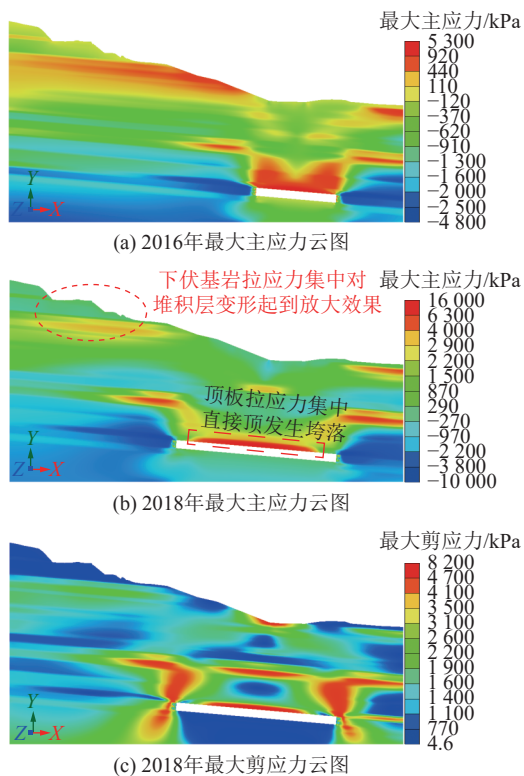 最大主应力/kPa
5 300
920
440
110
−120
−370
−620
−910
−1 300
−1 600
−2 000
−2 500
−4 800
Y
Z
X
(a) 2016年最大主应力云图
下伏基岩拉应力集中对
堆积层变形起到放大效果
最大主应力/kPa
16 000
6 300
4 000
2 900
2 200
1 500
870
290
−270
−970
−2 200
−3 800
−10 000
顶板拉应力集中
直接顶发生垮落
Y
Z
X
(b) 2018年最大主应力云图
最大剪应力/kPa
8 200
4 700
4 100
3 500
3 100
2 600
2 200
1 900
1 600
1 400
1 100
770
4.6
Y
Z
X
(c) 2018年最大剪应力云图